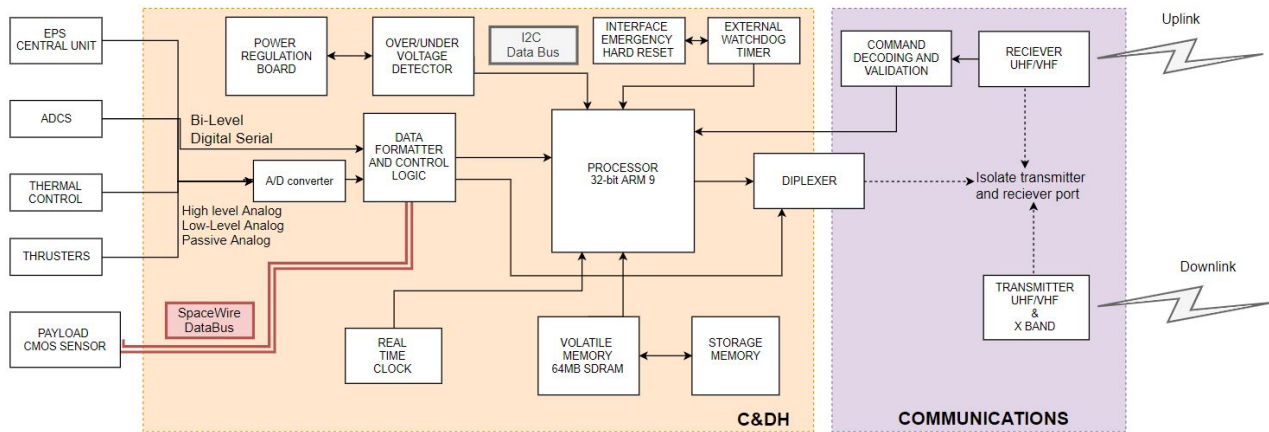 EPS
CENTRAL UNIT
ADCS
THERMAL
CONTROL
THRUSTERS
PAYLOAD
CMOS SENSOR
POWER
REGULATION
BOARD
OVER/UNDER
VOLTAGE
DETECTOR
I2C
Data Bus
INTERFACE
EMERGENCY
HARD RESET
EXTERNAL
WATCHDOG
TIMER
Bi-Level
Digital Serial
A/D converter
DATA
FORMATTER
AND CONTROL
LOGIC
High level Analog
Low-Level Analog
Passive Analog
PROCESSOR
32-bit ARM 9
DIPLEXER
SpaceWire
DataBus
REAL
TIME
CLOCK
VOLATILE
MEMORY
64MB SDRAM
STORAGE
MEMORY
C&DH
COMMAND
DECODING AND
VALIDATION
RECIEVER
UHF/VHF
Uplink
Isolate transmitter
and reciever port
Downlink
TRANSMITTER
UHF/VHF
&
X BAND
COMMUNICATIONS